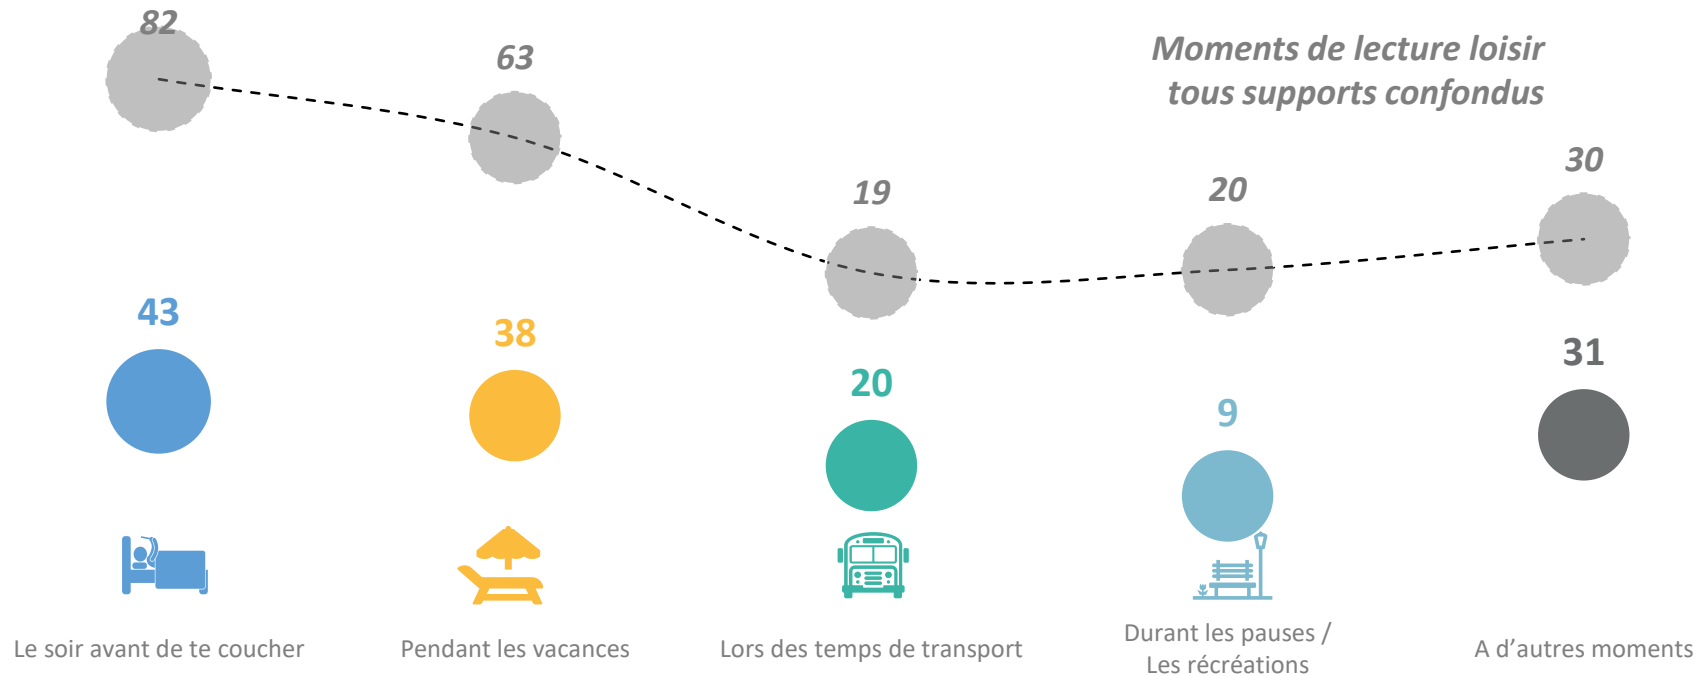 82
63
Moments de lecture loisir
tous supports confondus
19
20
30
43
38
20
9
31
Le soir avant de te coucher
Pendant les vacances
Lors des temps de transport
Durant les pauses /
Les récréations
A d’autres moments